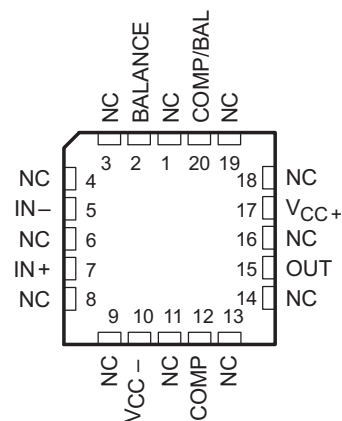 NC
BALANCE
NC
COMP/BAL
NC
3 2 1 20 19
NC 4
IN− 5
NC 6
IN+ 7
NC 8
18 NC
17 VCC+
16 NC
15 OUT
14 NC
9 10 11 12 13
NC
VCC −
NC
COMP
NC